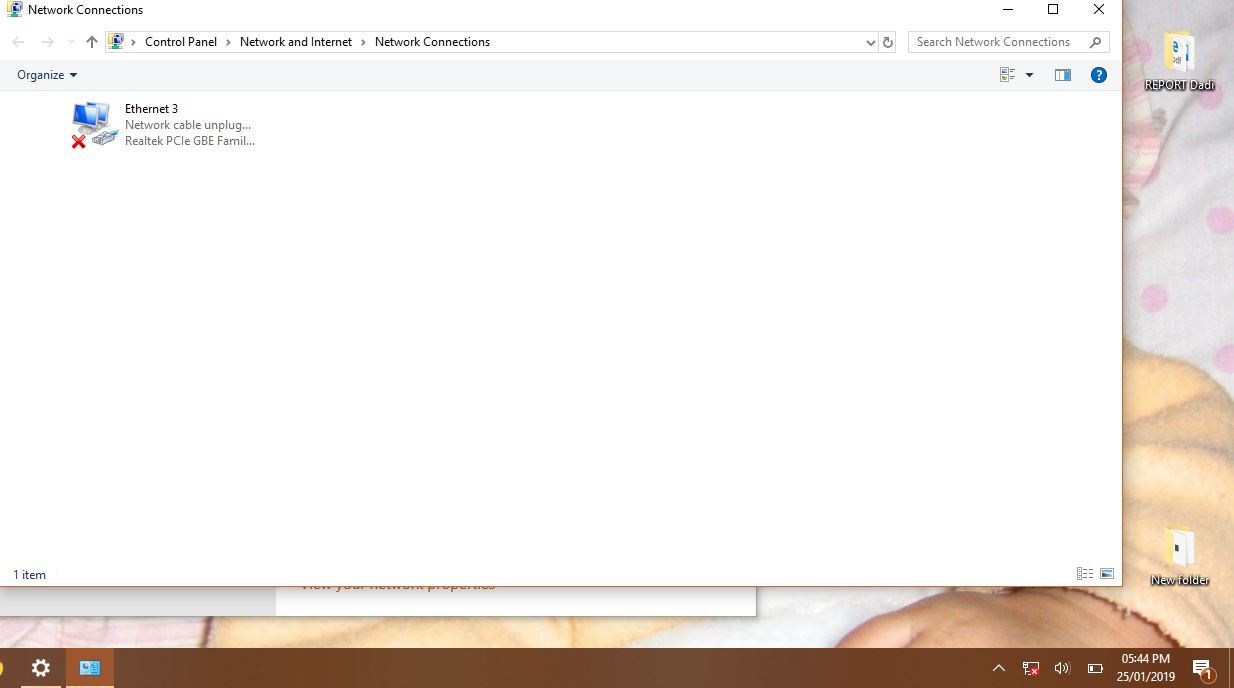 Network Connections
Control Panel > Network and Internet > Network Connections
Search Network Connections
Organize
Ethernet 3
Network cable unplug...
Realtek PCIe GBE Famil...
1 item
View your network properties
REPORT Dadi
New folder
05:44 PM
25/01/2019
1